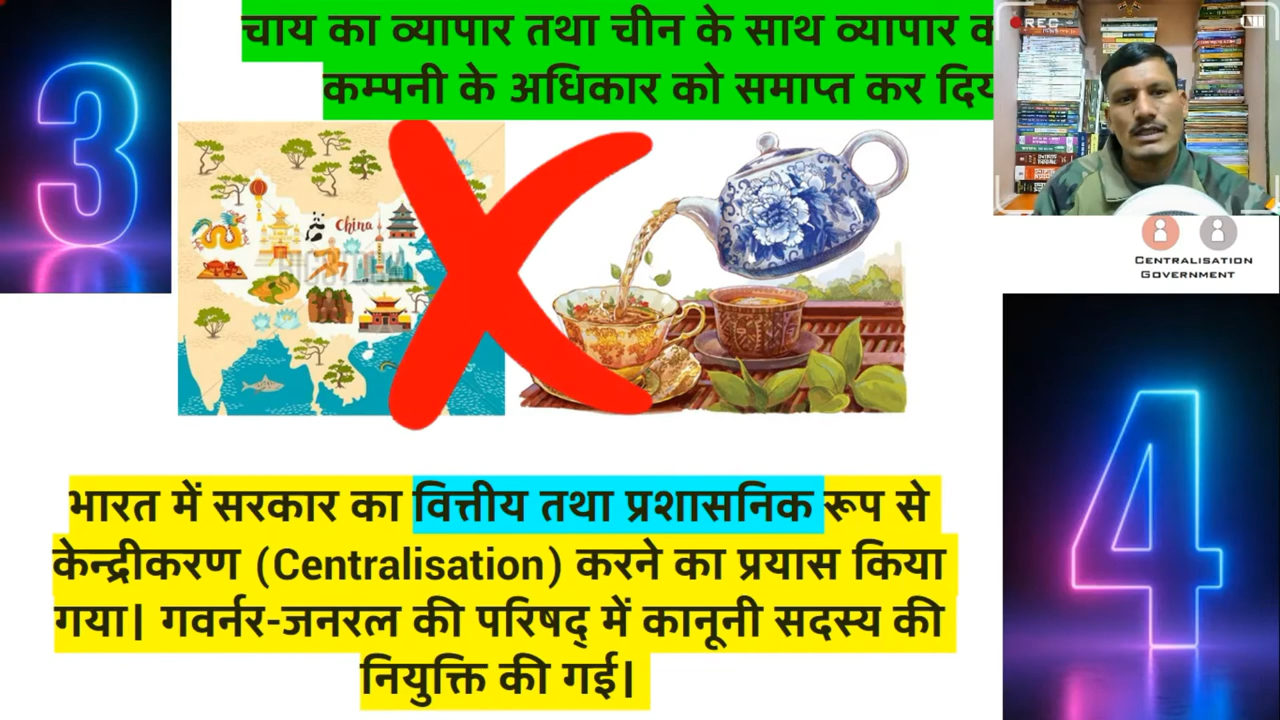 3
चाय का व्यापार तथा चीन के साथ व्यापार
कम्पनी के अधिकार को समाप्त कर
REC
China
CENTRALISATION
GOVERNMENT
भारत में सरकार का वित्तीय तथा प्रशासनिक रूप से
केन्द्रीकरण (Centralisation) करने का प्रयास किया
गया| गवर्नर-जनरल की परिषद् में कानूनी सदस्य की
नियुक्ति की गई|
4